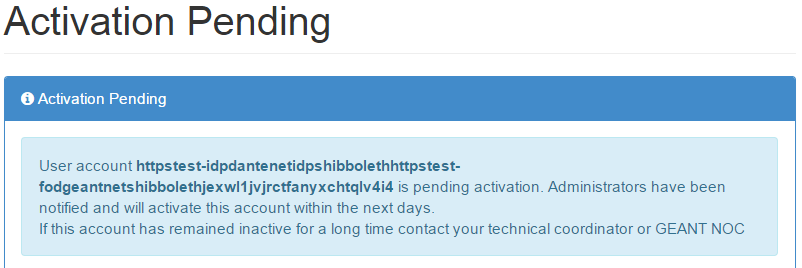 Activation Pending
Activation Pending
User account httpstest-idpdantenetidpshibbolethhttpstest-
fodgeantnetshibbolethjexwl1jvjrctfanyxchtqlv4i4 is pending activation. Administrators have been
notified and will activate this account within the next days.
If this account has remained inactive for a long time contact your technical coordinator or GEANT NOC